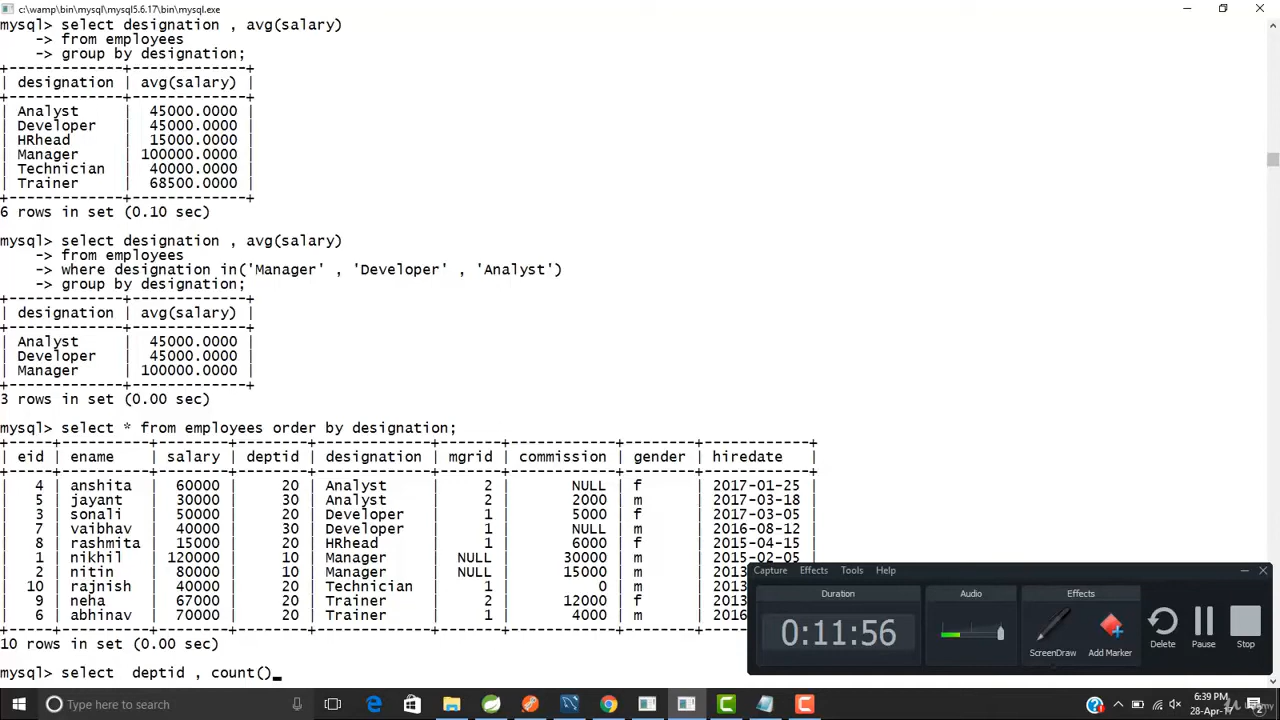 c:\wamp\bin\mysql\mysql5.6.17\bin\mysql.exe
mysql> select designation , avg(salary)
    -> from employees
    -> group by designation;
+-------------+-------------+
| designation | avg(salary) |
+-------------+-------------+
| Analyst     |  45000.0000 |
| Developer   |  45000.0000 |
| HRhead      |  15000.0000 |
| Manager     | 100000.0000 |
| Technician  |  40000.0000 |
| Trainer     |  68500.0000 |
+-------------+-------------+
6 rows in set (0.10 sec)
mysql> select designation , avg(salary)
    -> from employees
    -> where designation in('Manager' , 'Developer' , 'Analyst')
    -> group by designation;
+-------------+-------------+
| designation | avg(salary) |
+-------------+-------------+
| Analyst     |  45000.0000 |
| Developer   |  45000.0000 |
| Manager     | 100000.0000 |
+-------------+-------------+
3 rows in set (0.00 sec)
mysql> select * from employees order by designation;
+-----+----------+--------+--------+-------------+-------+------------+--------+------------+
| eid | ename    | salary | deptid | designation | mgrid | commission | gender | hiredate   |
+-----+----------+--------+--------+-------------+-------+------------+--------+------------+
|   4 | anshita  |  60000 |     20 | Analyst     |     2 |       NULL | f      | 2017-01-25 |
|   5 | jayant   |  30000 |     30 | Analyst     |     2 |       2000 | m      | 2017-03-18 |
|   3 | sonali   |  50000 |     20 | Developer   |     1 |       5000 | f      | 2017-03-05 |
|   7 | vaibhav  |  40000 |     30 | Developer   |     1 |       NULL | m      | 2016-08-12 |
|   8 | rashmita |  15000 |     20 | HRhead      |     1 |       6000 | f      | 2015-04-15 |
|   1 | nikhil   | 120000 |     10 | Manager     |  NULL |      30000 | m      | 2015-02-05 |
|   2 | nitin    |  80000 |     10 | Manager     |  NULL |      15000 | m      | 2013
|  10 | rajnish  |  40000 |     20 | Technician  |     1 |          0 | m      | 2013
|   9 | neha     |  67000 |     20 | Trainer     |     2 |      12000 | f      | 2013
|   6 | abhinav  |  70000 |     20 | Trainer     |     1 |       4000 | m      | 2016
+-----+----------+--------+--------+-------------+-------+------------+--------+---
10 rows in set (0.00 sec)
mysql> select  deptid , count()_
Capture Effects Tools Help
Duration Audio Effects
0:11:56
ScreenDraw Add Marker Delete Pause Stop
Type here to search
6:39 PM
28-Apr-17